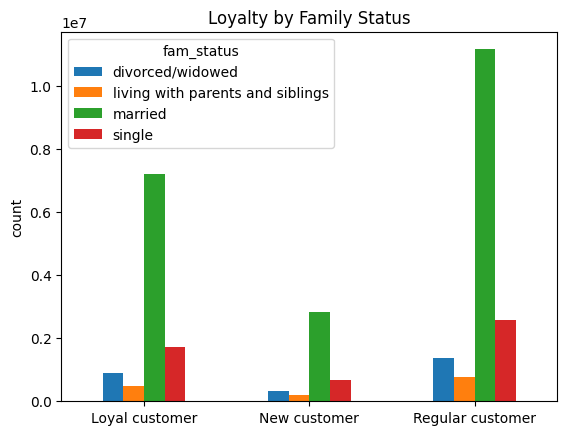 Loyalty by Family Status
1e7
fam_status
divorced/widowed
living with parents and siblings
married
single
1.0
0.8
0.6
0.4
0.2
0.0
count
Loyal customer
New customer
Regular customer